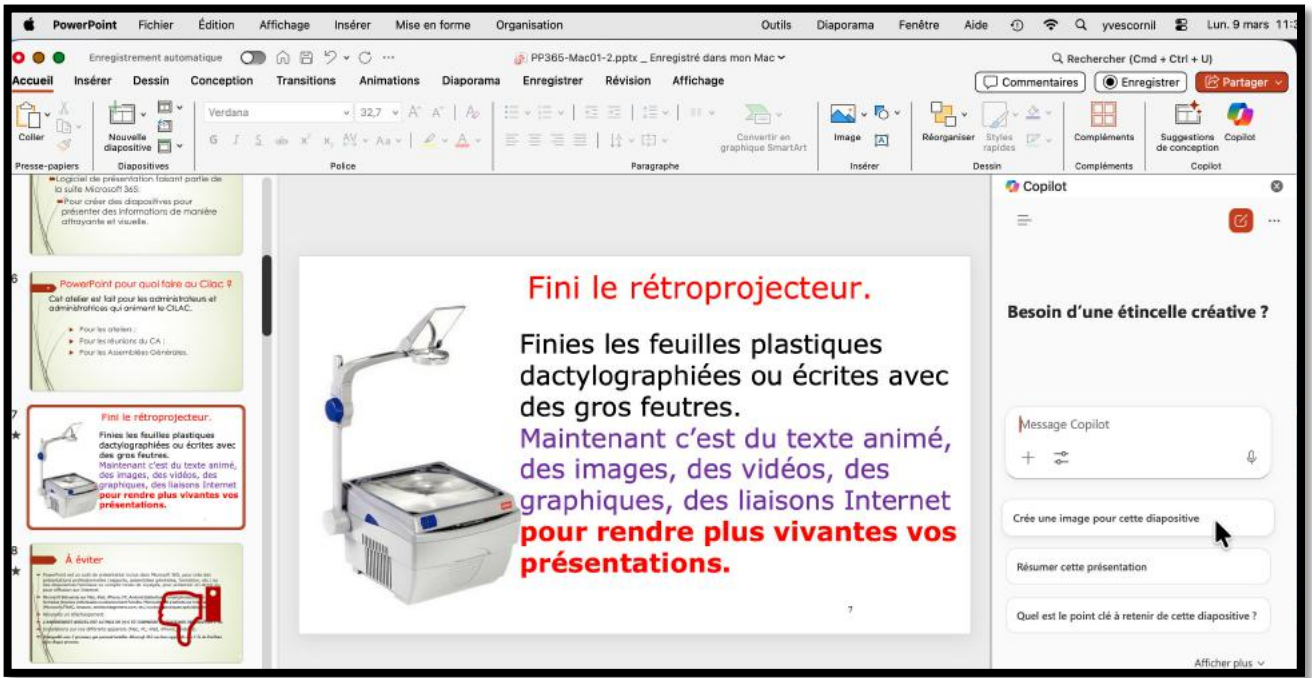 PowerPoint Fichier Édition Affichage Insérer Mise en forme Organisation Outils Diaporama Fenêtre Aide yvescornil Lun. 9 mars
Enregistrement automatique PP365-Mac01-2.pptx _ Enregistré dans mon Mac Rechercher (Cmd + Ctrl + U)
Accueil Insérer Dessin Conception Transitions Animations Diaporama Enregistrer Révision Affichage Commentaires Enregistrer Partager
Verdana 32,7
Coller Nouvelle diapositive G I S Convertir en graphique SmartArt Image Réorganiser Styles rapides Compléments Suggestions de conception Copilot
Presse-papiers Diapositives Police Paragraphe Insérer Dessin Compléments Copilot
Logiciel de présentation faisant partie de
la suite Microsoft 365.
Pour créer des diapositives pour
présenter des informations de manière
attrayante et visuelle.
6
PowerPoint pour quoi faire au Cilac ?
Cet atelier est fait pour les administrateurs et
administratrices qui animent le CILAC.
Pour les ateliers ;
Pour les réunions du CA ;
Pour les Assemblées Générales.
7
Fini le rétroprojecteur.
Finies les feuilles plastiques
dactylographiées ou écrites avec
des gros feutres.
Maintenant c'est du texte animé,
des images, des vidéos, des
graphiques, des liaisons Internet
pour rendre plus vivantes vos
présentations.
8
À éviter
Fini le rétroprojecteur.
Finies les feuilles plastiques
dactylographiées ou écrites avec
des gros feutres.
Maintenant c’est du texte animé,
des images, des vidéos, des
graphiques, des liaisons Internet
pour rendre plus vivantes vos
présentations.
7
Copilot
Besoin d’une étincelle créative ?
Message Copilot
Crée une image pour cette diapositive
Résumer cette présentation
Quel est le point clé à retenir de cette diapositive ?
Afficher plus